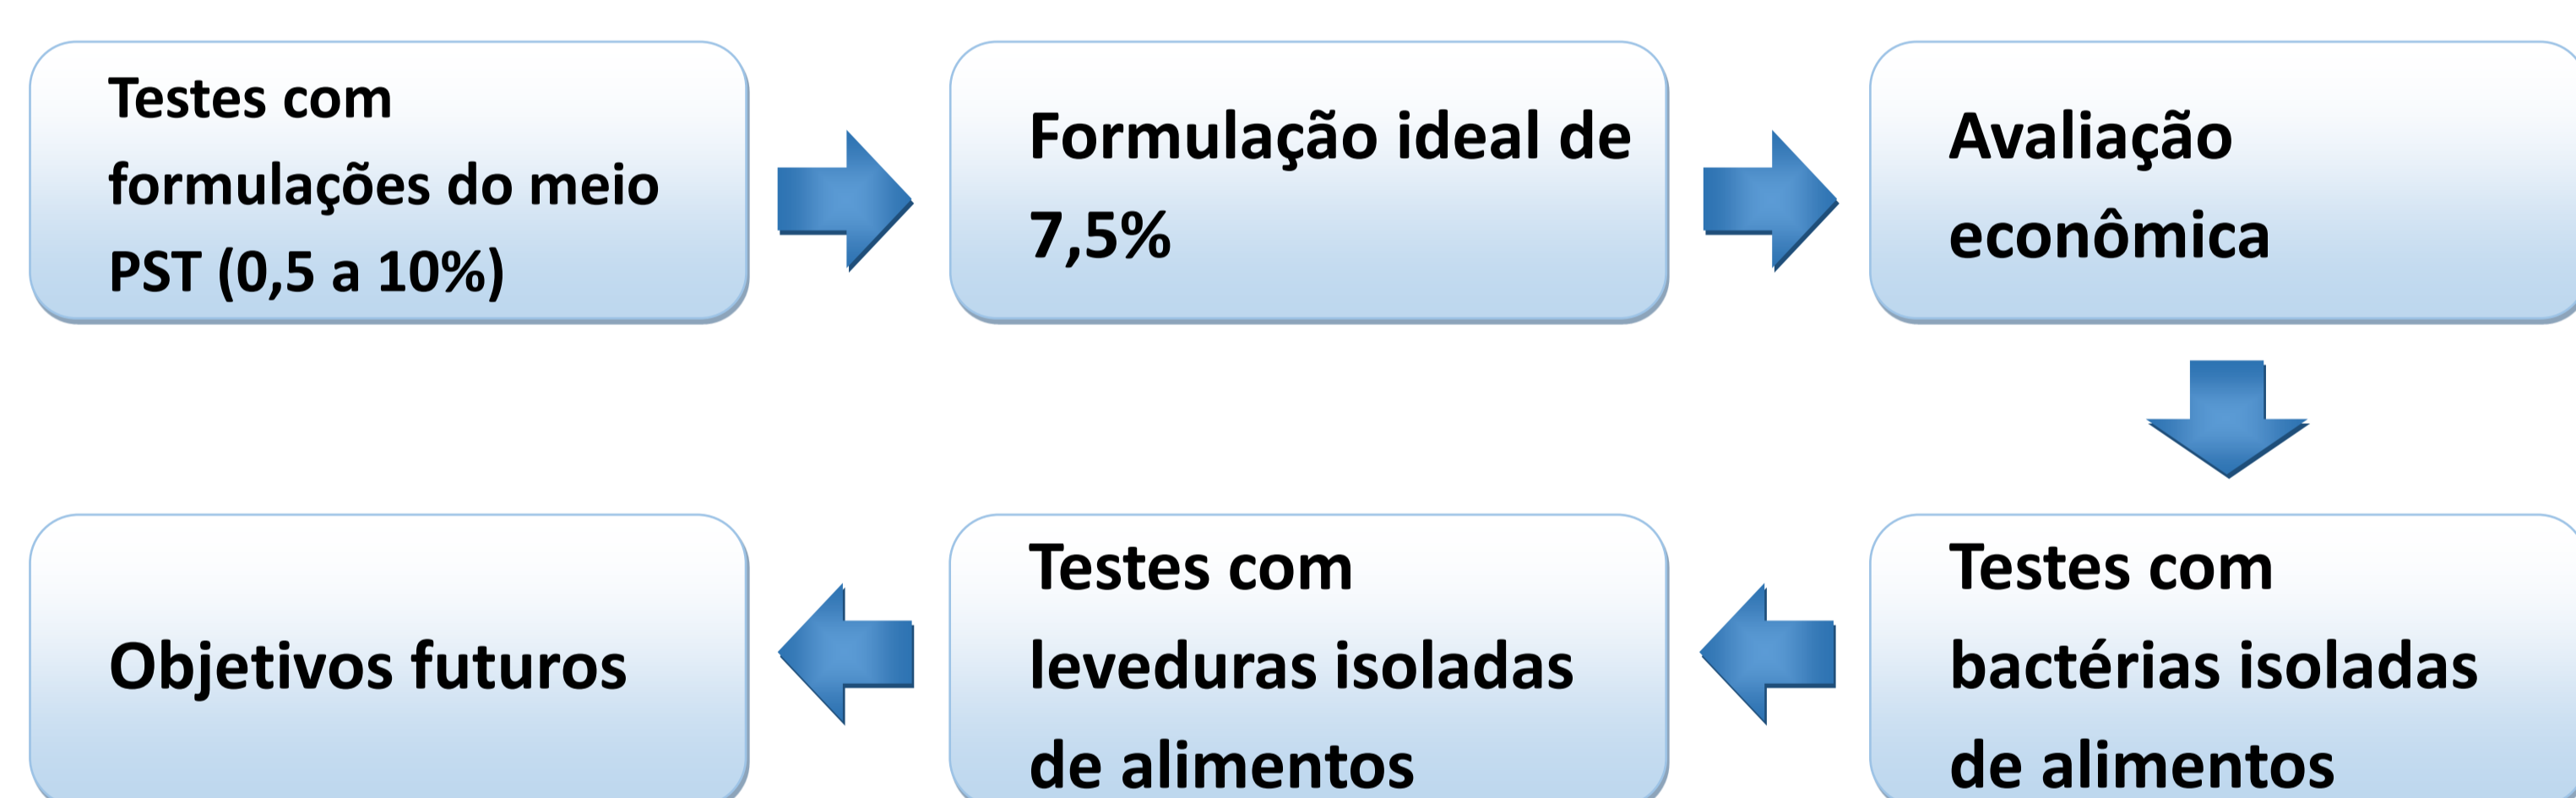 Testes com
formulações do meio
PST (0,5 a 10%)
Formulação ideal de
7,5%
Avaliação
econômica
Testes com
bactérias isoladas
de alimentos
Testes com
leveduras isoladas
de alimentos
Objetivos futuros